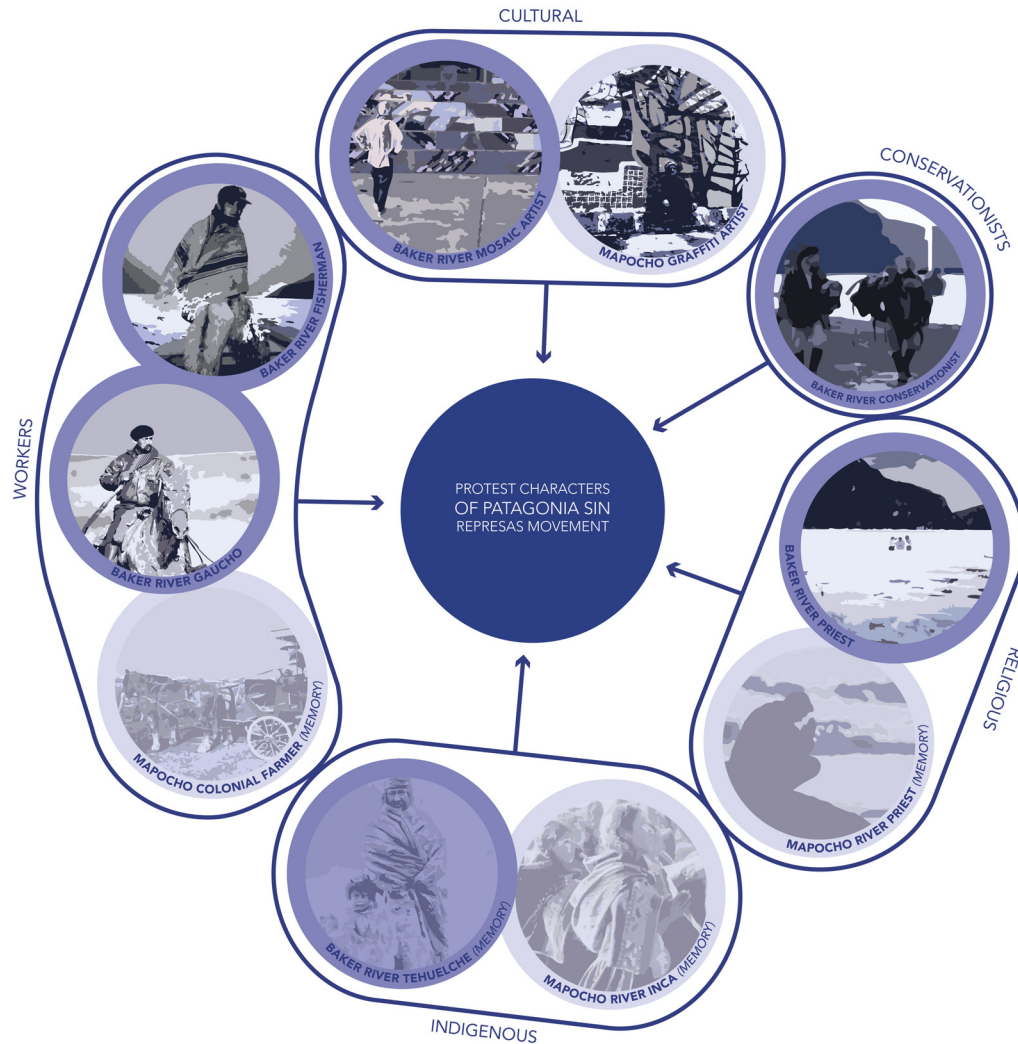 CULTURAL
BAKER RIVER MOSAIC ARTIST
MAPOCHO GRAFFITI ARTIST
CONSERVATIONISTS
BAKER RIVER CONSERVATIONIST
BAKER RIVER FISHERMAN
WORKERS
BAKER RIVER GAUCHO
MAPOCHO COLONIAL FARMER (MEMORY)
PROTEST CHARACTERS
OF PATAGONIA SIN
REPRESAS MOVEMENT
BAKER RIVER PRIEST
RELIGIOUS
MAPOCHO RIVER PRIEST (MEMORY)
BAKER RIVER TEHUELCHE (MEMORY)
MAPOCHO RIVER INCA (MEMORY)
INDIGENOUS